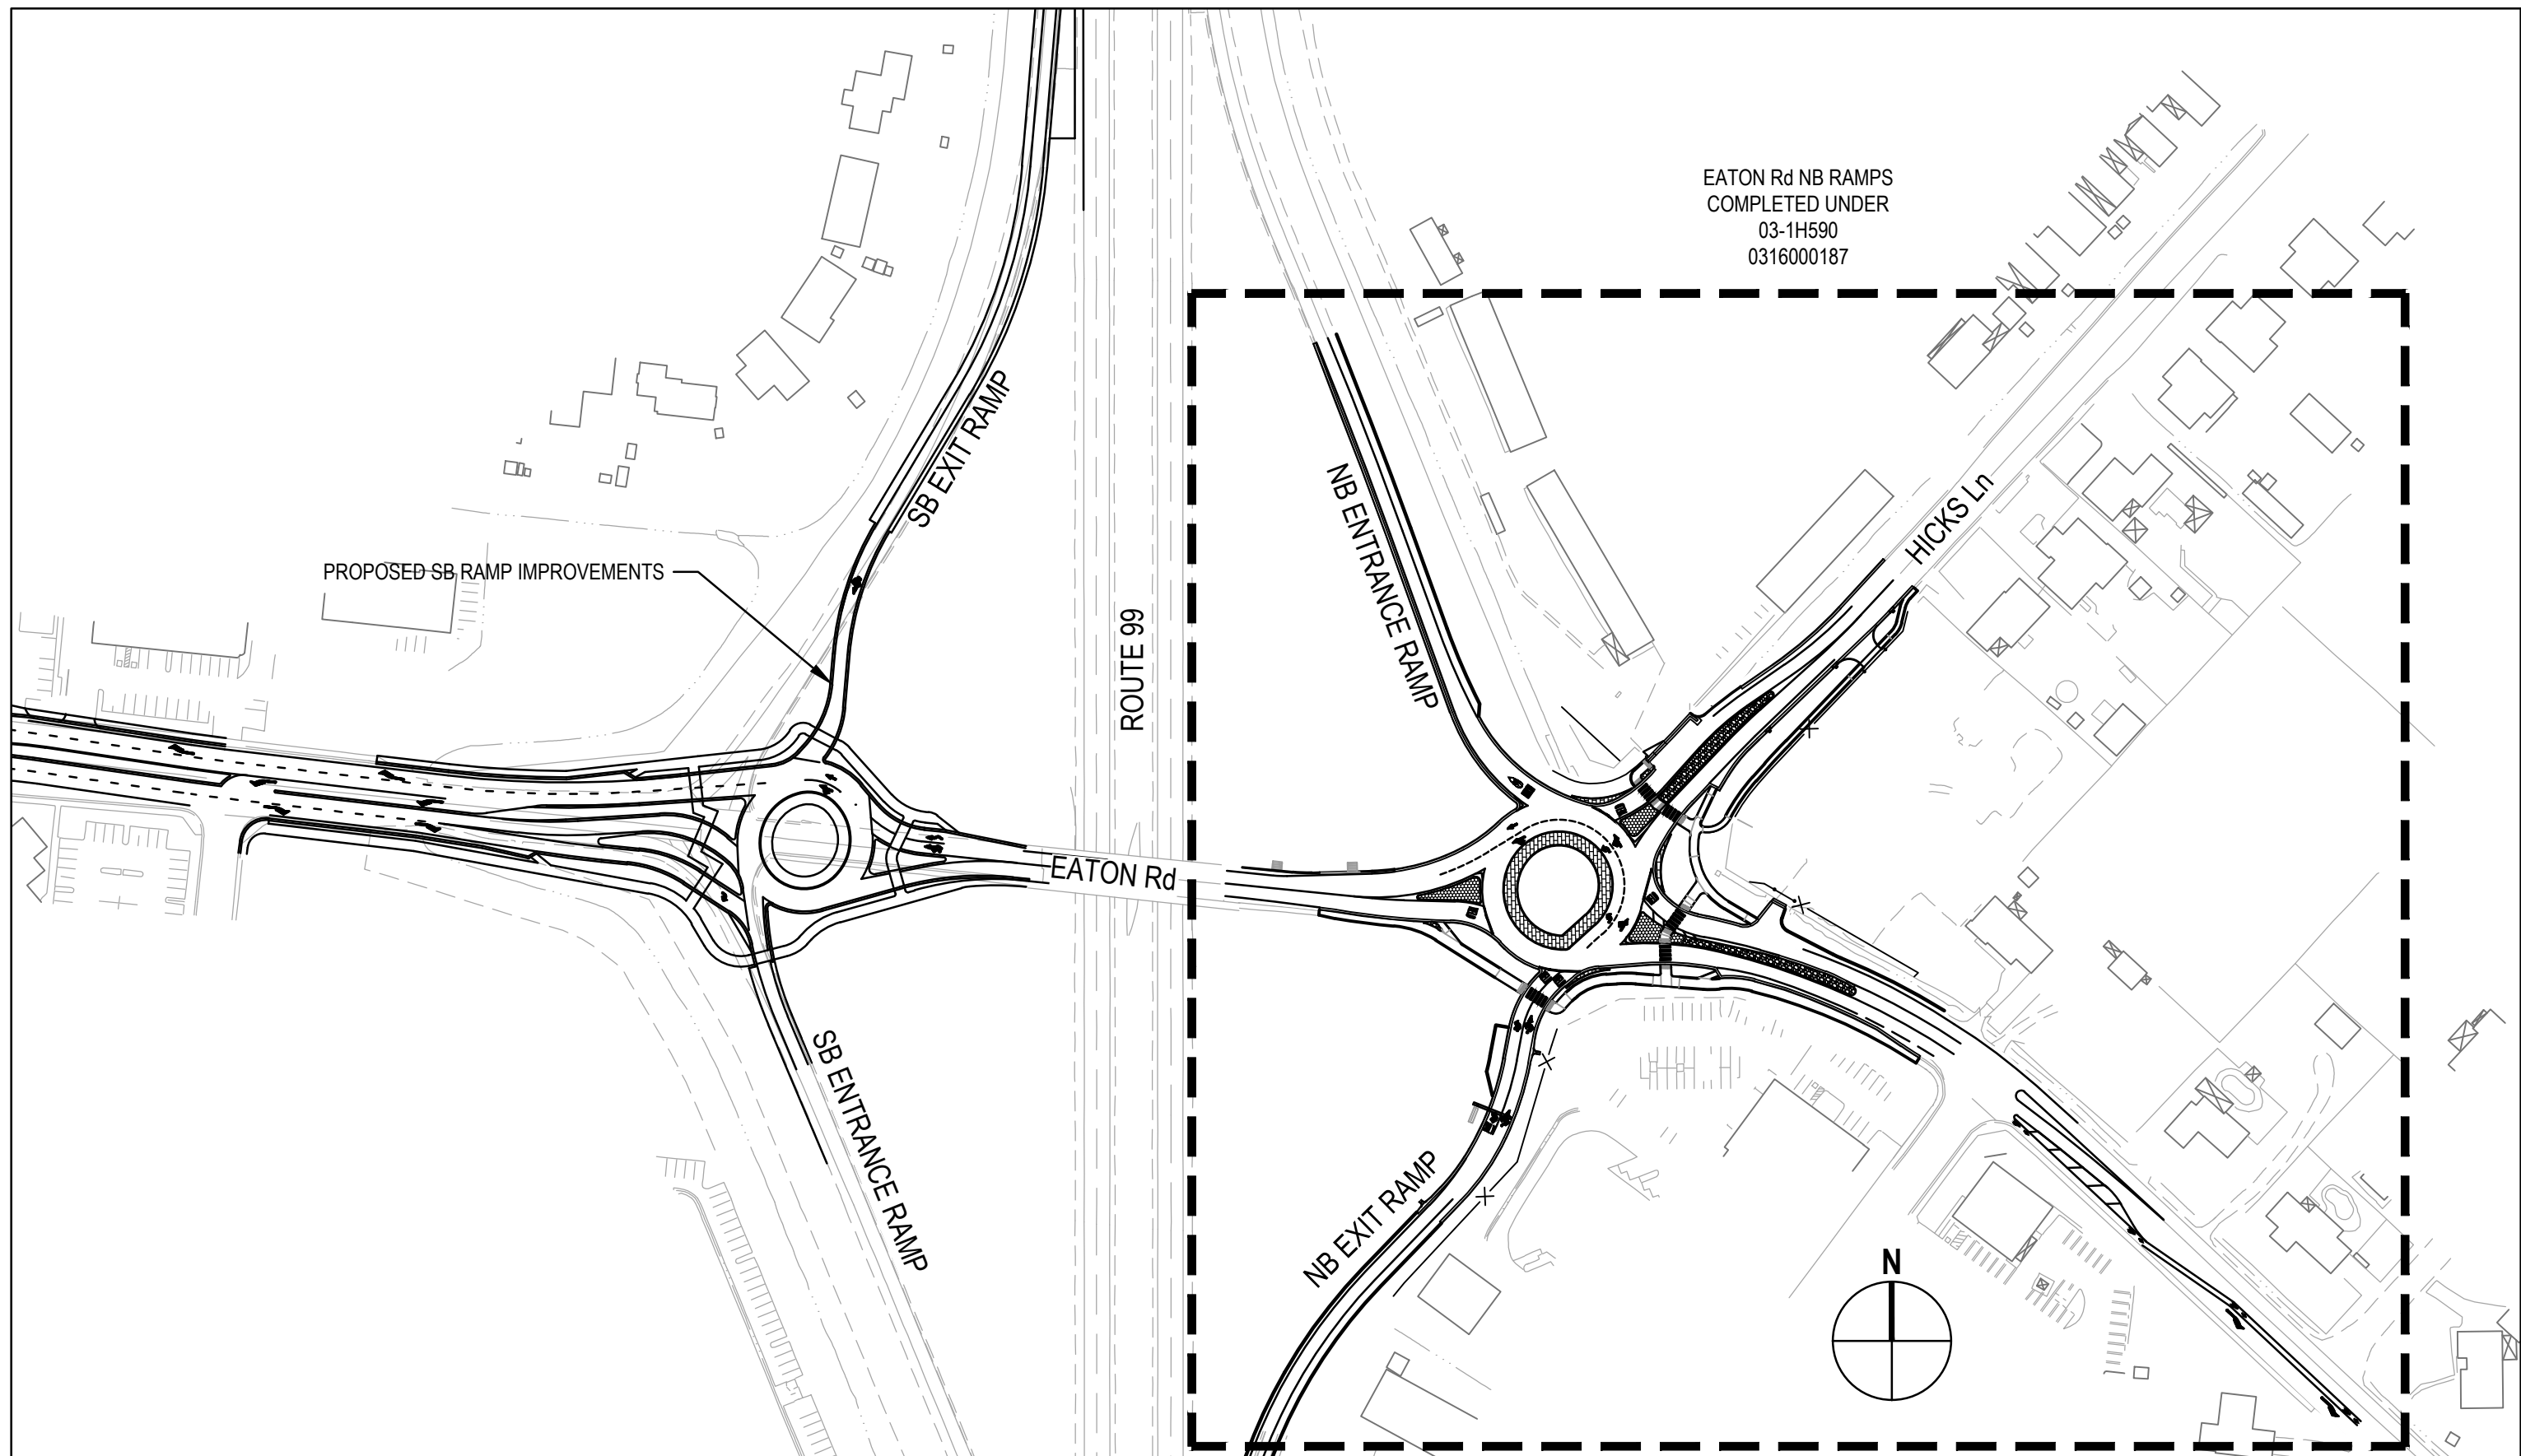 EATON Rd NB RAMPS
COMPLETED UNDER
03-1H590
0316000187
SB EXIT RAMP
NB ENTRANCE RAMP
HICKS Ln
PROPOSED SB RAMP IMPROVEMENTS
ROUTE 99
EATON Rd
SB ENTRANCE RAMP
NB EXIT RAMP
N